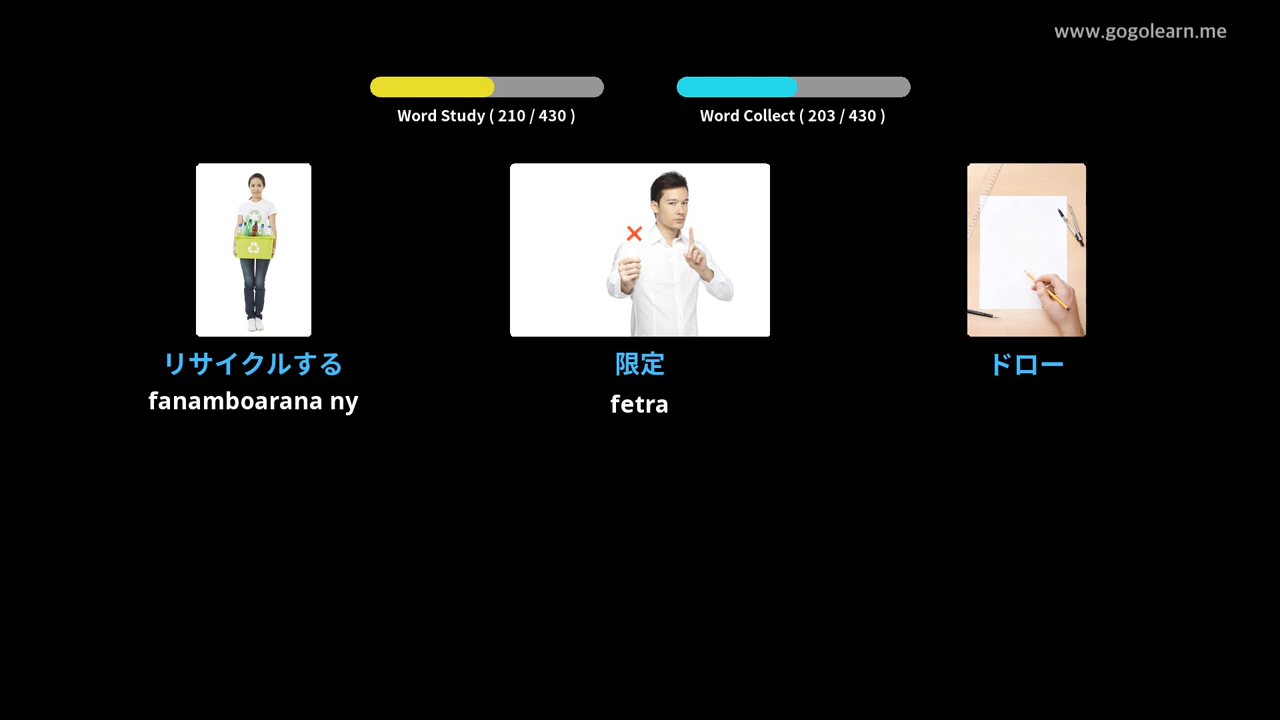 www.gogolearn.me
Word Study ( 210 / 430 )
Word Collect ( 203 / 430 )
リサイクルする
fanamboarana ny
限定
fetra
ドロー